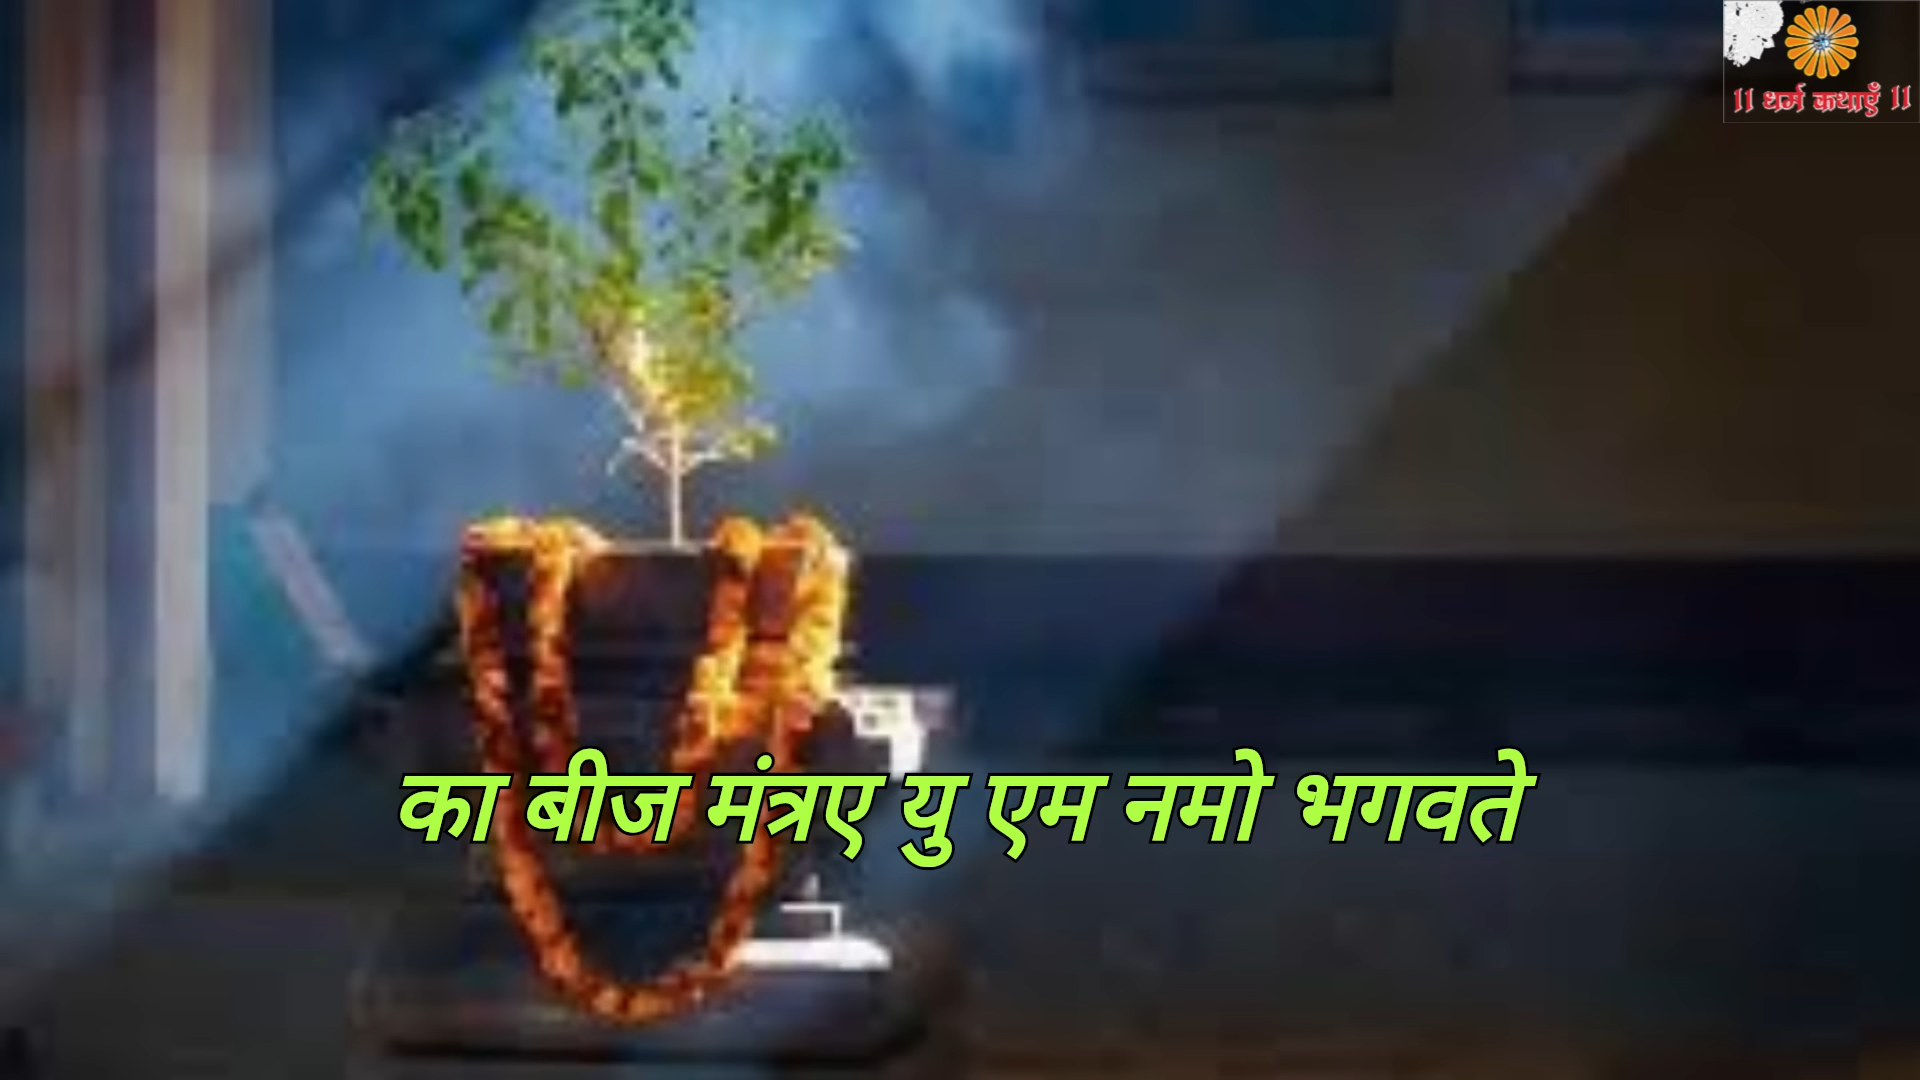 ॥ धर्म कथाएँ ॥
का बीज मंत्रए यु एम नमो भगवते